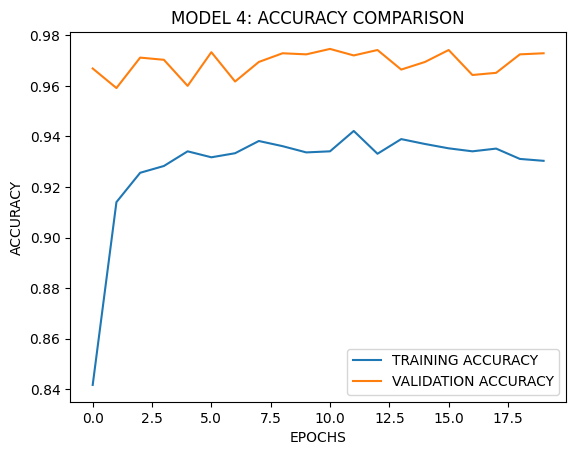 MODEL 4: ACCURACY COMPARISON
ACCURACY
0.98
0.96
0.94
0.92
0.90
0.88
0.86
0.84
TRAINING ACCURACY
VALIDATION ACCURACY
0.0 2.5 5.0 7.5 10.0 12.5 15.0 17.5
EPOCHS